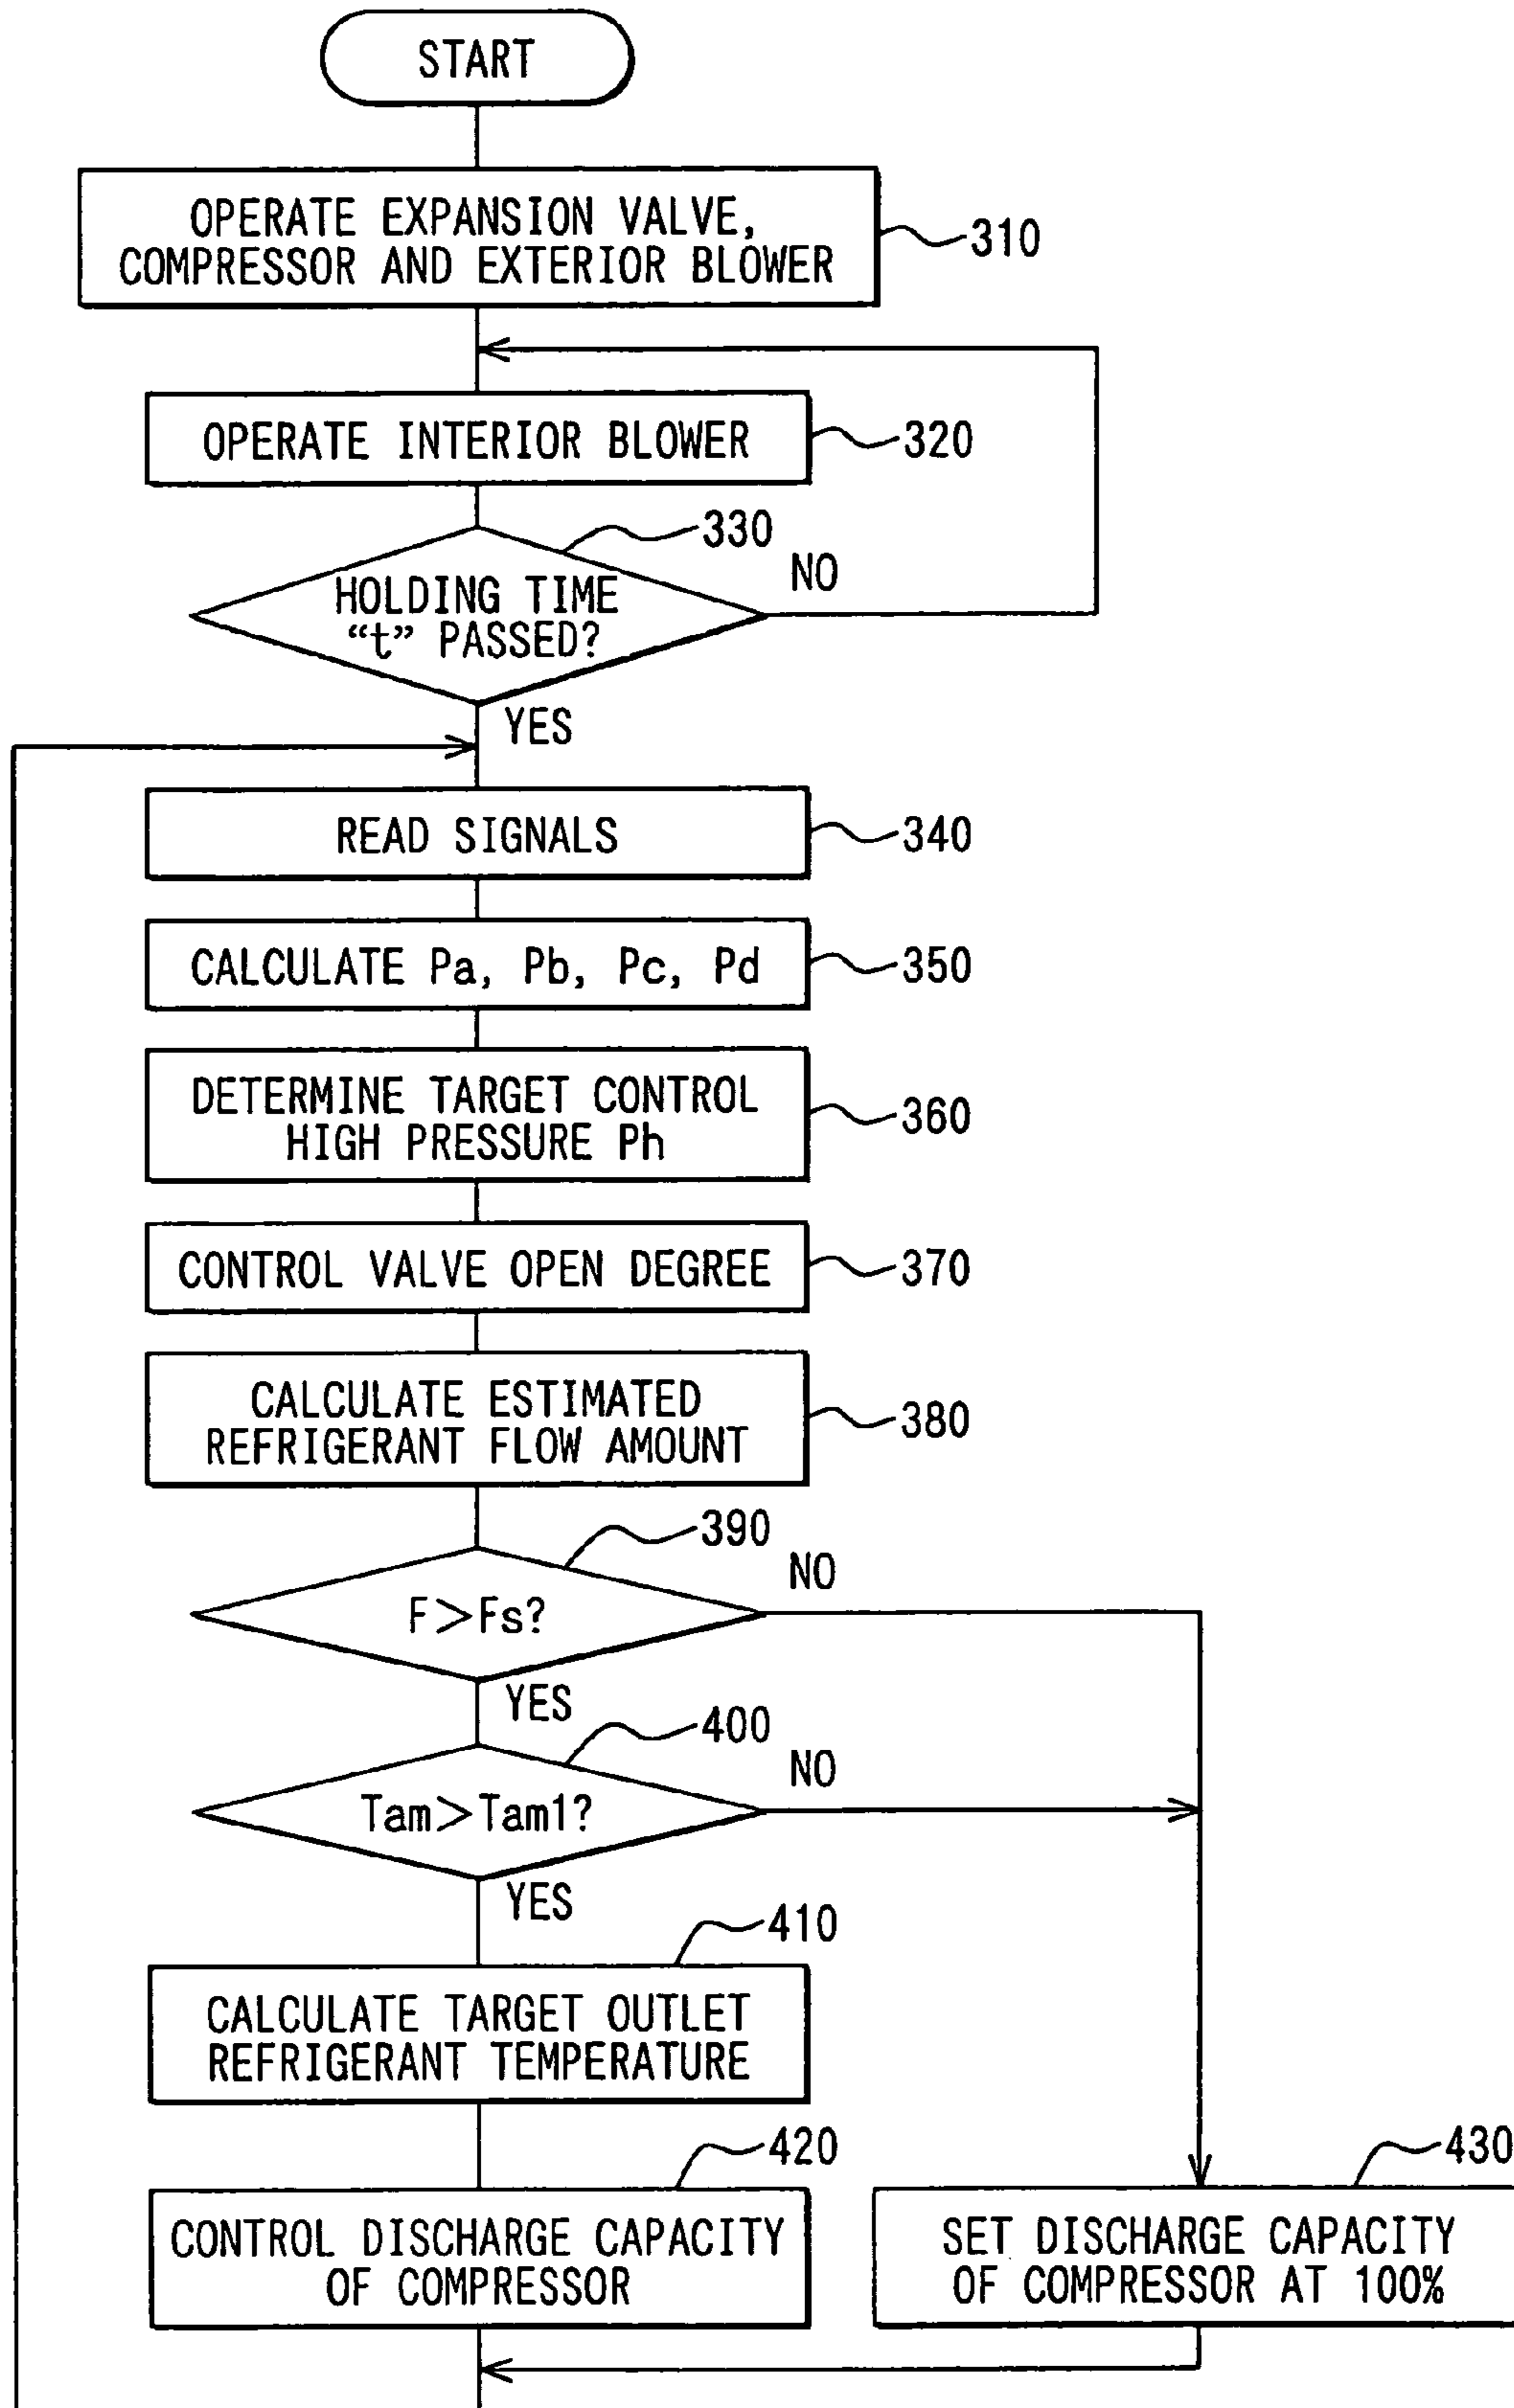 START
OPERATE EXPANSION VALVE,
COMPRESSOR AND EXTERIOR BLOWER
310
OPERATE INTERIOR BLOWER
320
330
HOLDING TIME
“t” PASSED?
NO
YES
READ SIGNALS
340
CALCULATE Pa, Pb, Pc, Pd
350
DETERMINE TARGET CONTROL
HIGH PRESSURE Ph
360
CONTROL VALVE OPEN DEGREE
370
CALCULATE ESTIMATED
REFRIGERANT FLOW AMOUNT
380
390
F>Fs?
NO
YES
400
Tam>Tam1?
NO
YES
410
CALCULATE TARGET OUTLET
REFRIGERANT TEMPERATURE
420
CONTROL DISCHARGE CAPACITY
OF COMPRESSOR
430
SET DISCHARGE CAPACITY
OF COMPRESSOR AT 100%